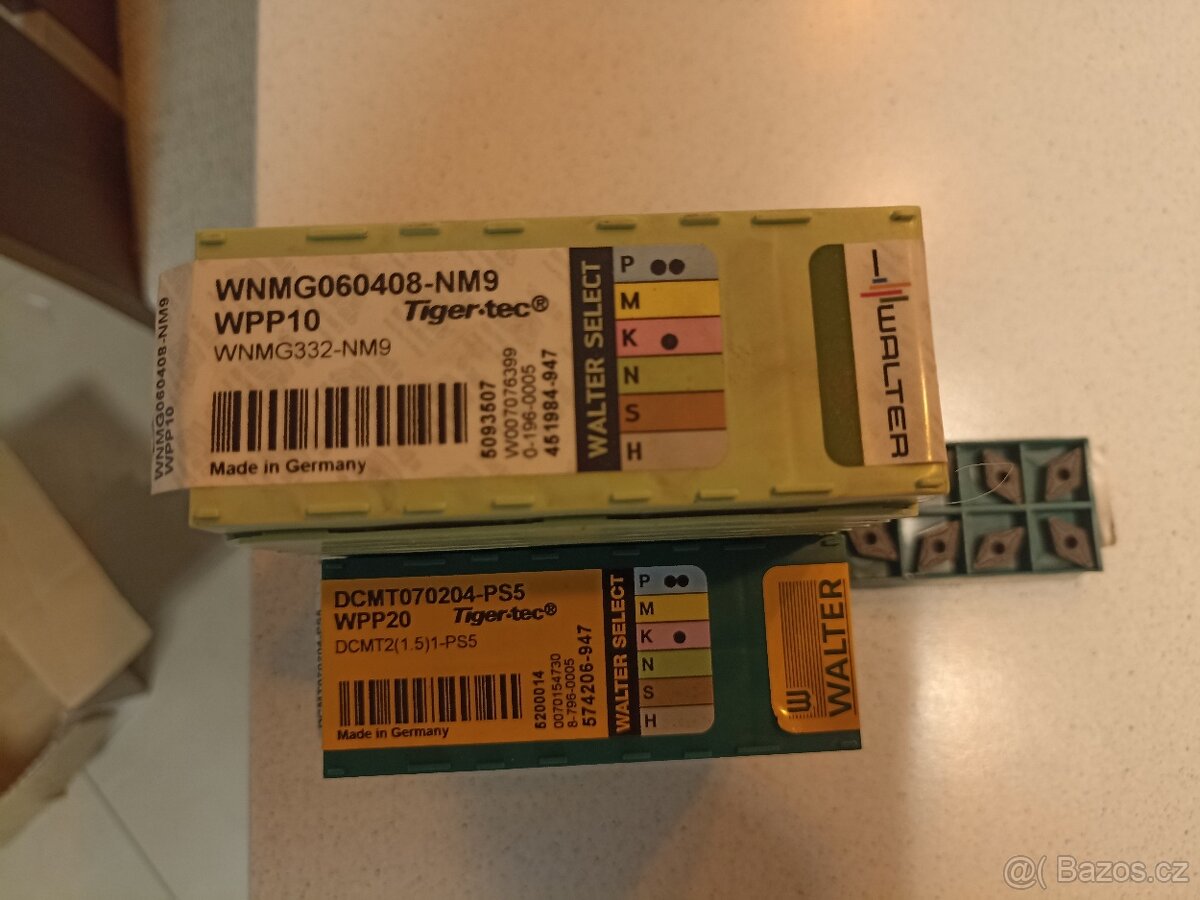 WNMG060408-NM9
WPP10 Tiger·tec®
WNMG332-NM9
Made in Germany
5093507
W0070076399
0-196-0005
451984-947
WALTER SELECT
P
M
K
N
S
H
WALTER
WNMG060408-NM9
WPP10
DCMT070204-PS5
WPP20 Tiger·tec®
DCMT2(1.5)1-PS5
Made in Germany
5200014
0070154730
8-796-0005
574206-947
WALTER SELECT
P
M
K
N
S
H
W
WALTER
@( Bazos.cz